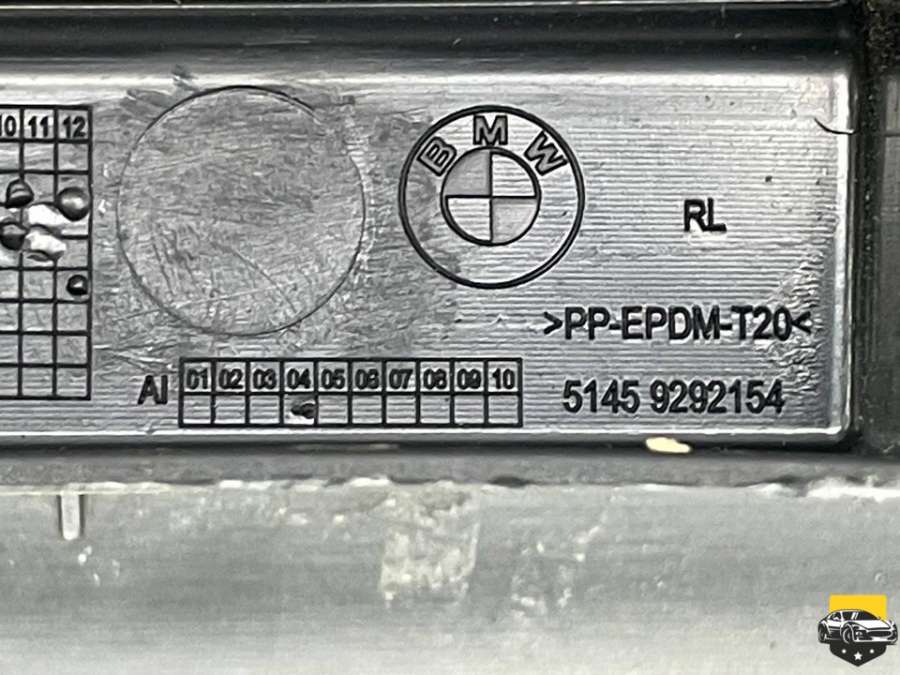 10 11 12
BMW
RL
>PP-EPDM-T20<
AI 01 02 03 04 05 06 07 08 09 10
5145 9292154